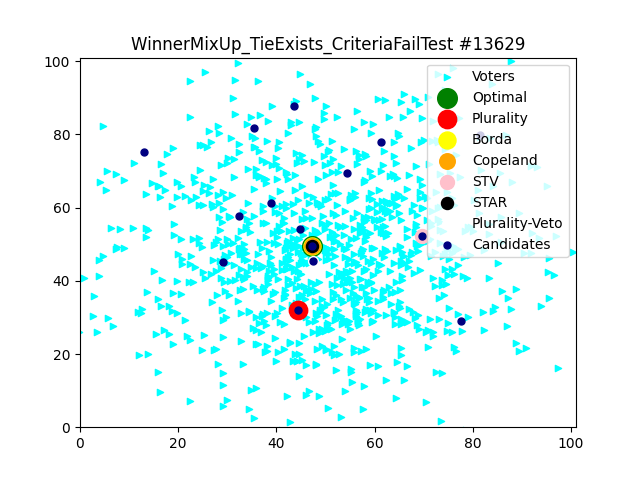 WinnerMixUp_TieExists_CriteriaFailTest #13629
100
80
60
40
20
0
0
20
40
60
80
100
Voters
Optimal
Plurality
Borda
Copeland
STV
STAR
Plurality-Veto
Candidates